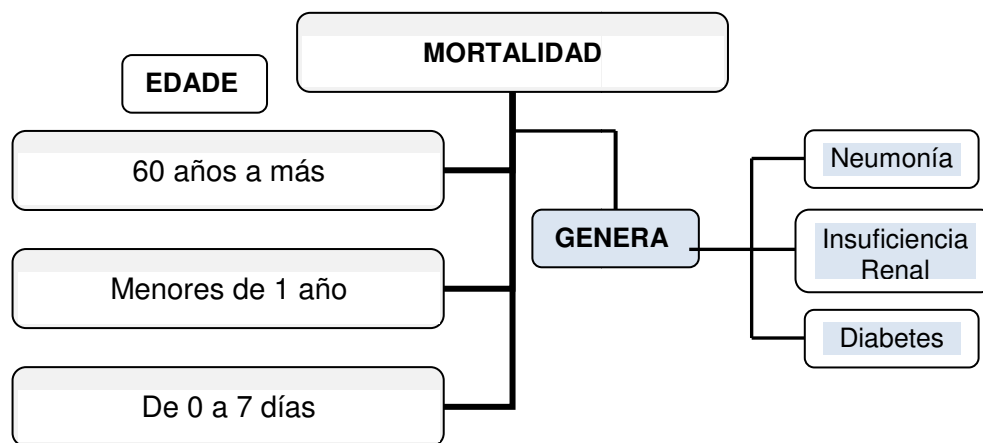 MORTALIDAD
EDADE
60 años a más
Menores de 1 año
De 0 a 7 días
GENERA
Neumonía
Insuficiencia
Renal
Diabetes